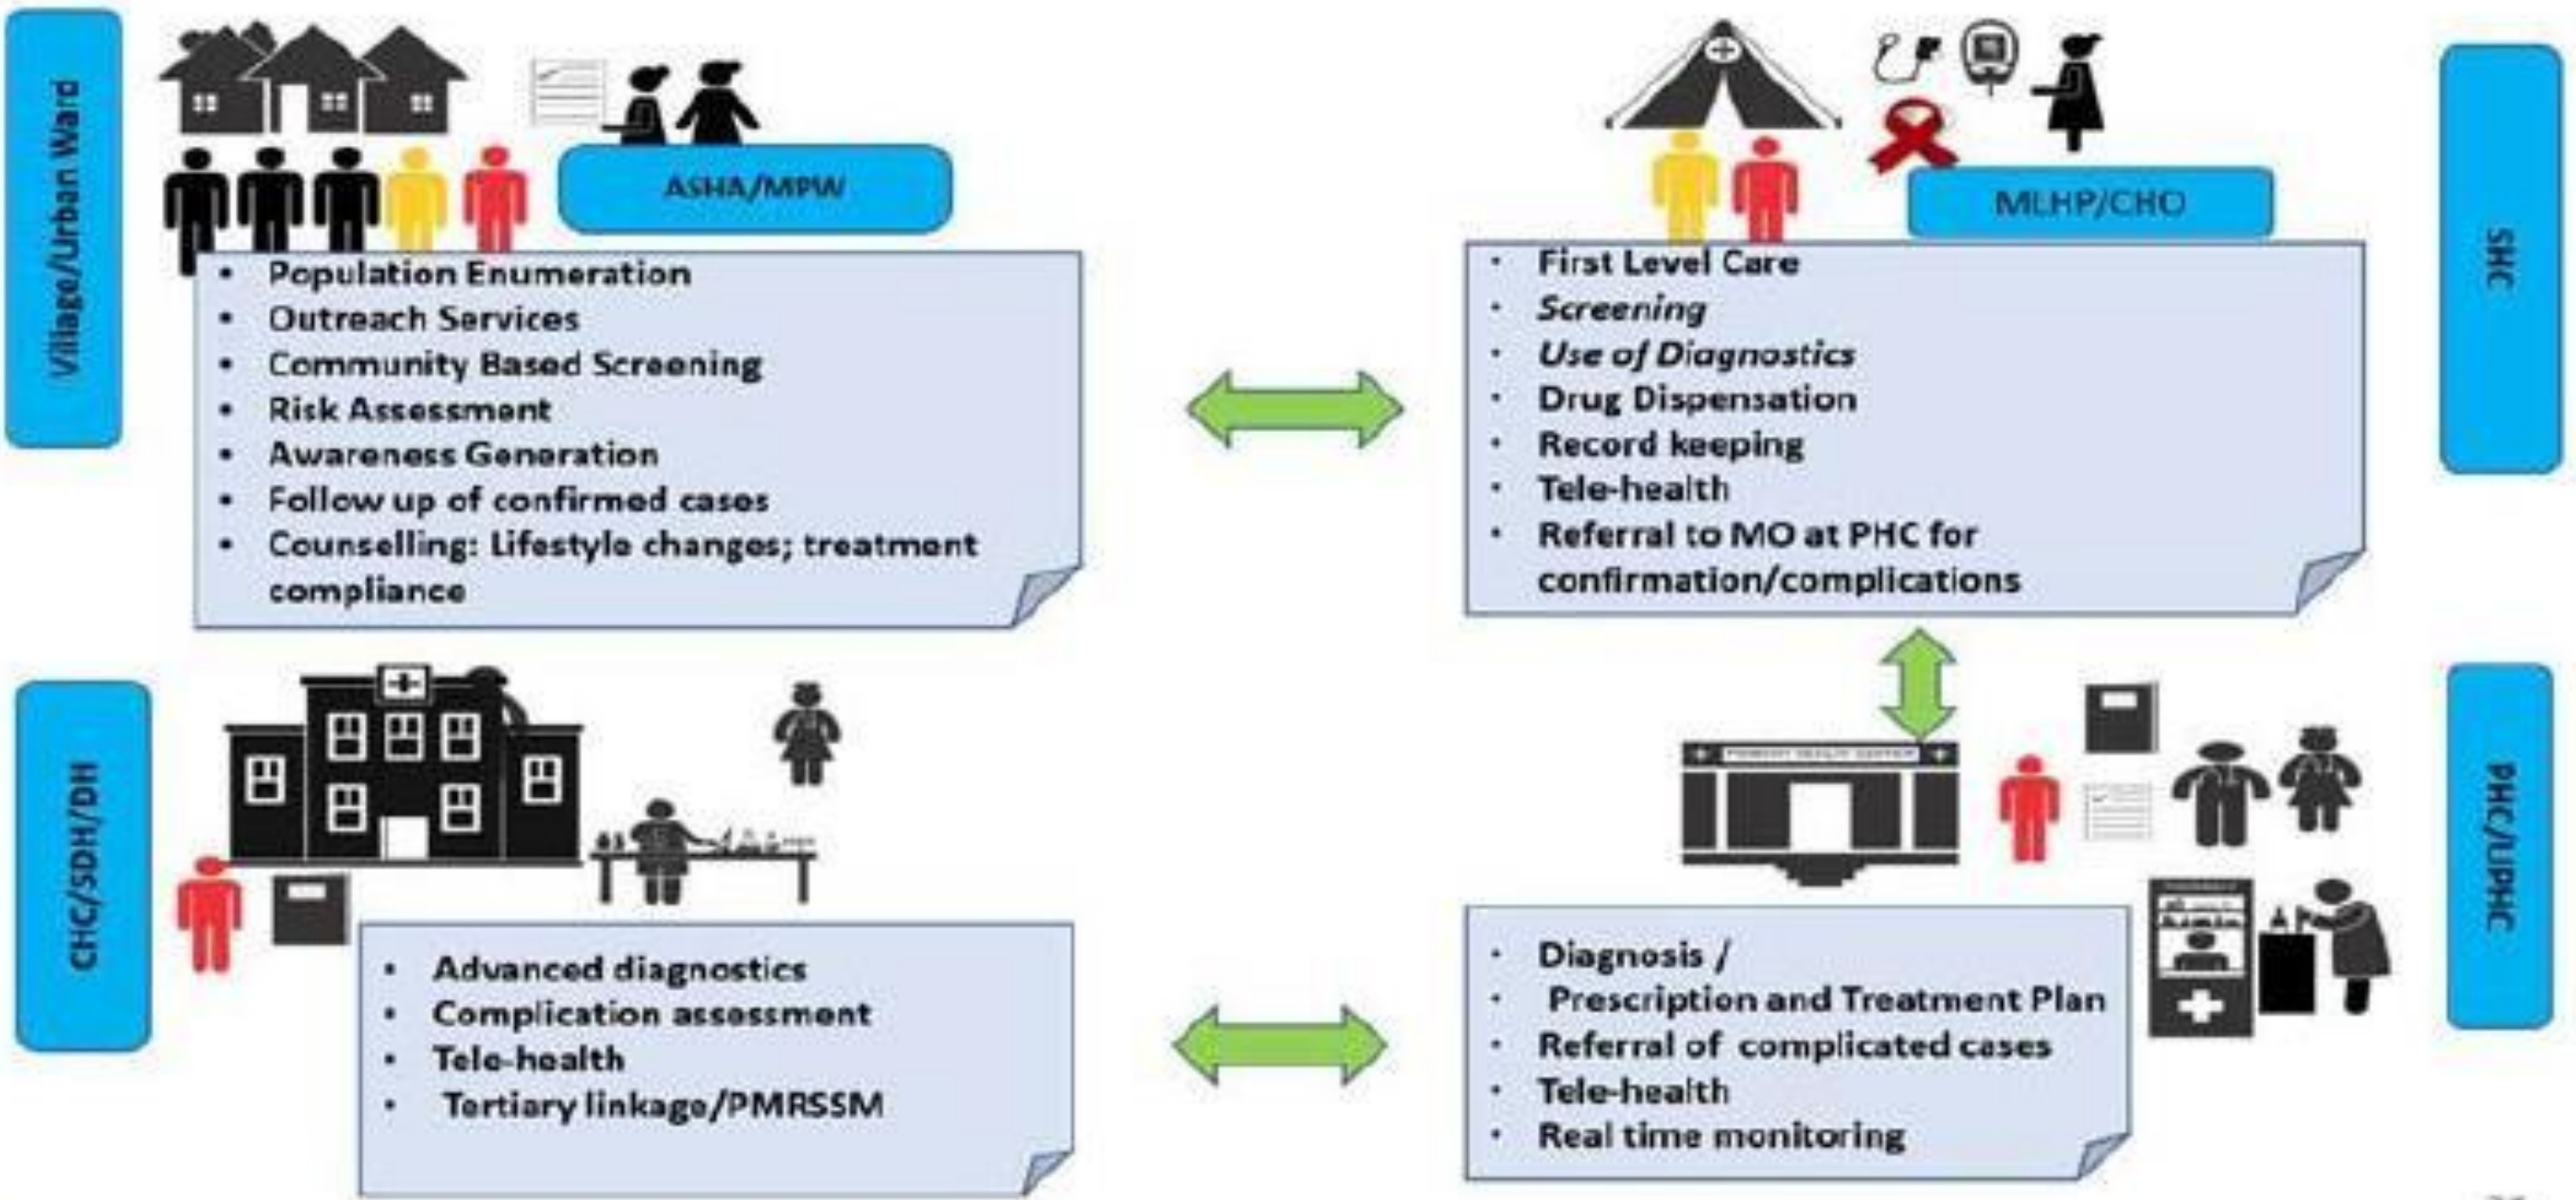 Village/Urban Ward
ASHA/MPW
• Population Enumeration
• Outreach Services
• Community Based Screening
• Risk Assessment
• Awareness Generation
• Follow up of confirmed cases
• Counselling: Lifestyle changes; treatment
compliance
MLHP/CHO
SHC
• First Level Care
• Screening
• Use of Diagnostics
• Drug Dispensation
• Record keeping
• Tele-health
• Referral to MO at PHC for
confirmation/complications
CHC/SDH/DH
• Advanced diagnostics
• Complication assessment
• Tele-health
• Tertiary linkage/PMRSSM
PRIMARY HEALTH CENTER
PHC/UPHC
• Diagnosis /
• Prescription and Treatment Plan
• Referral of complicated cases
• Tele-health
• Real time monitoring